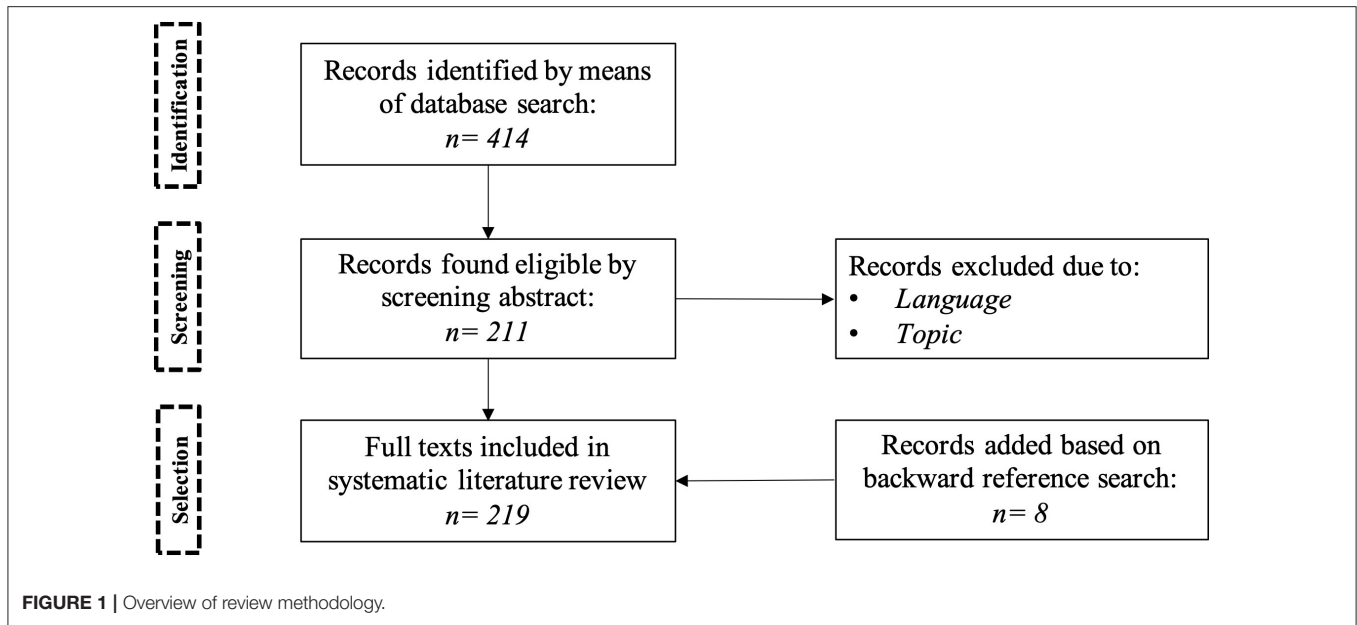 Identification
Records identified by means
of database search:
n= 414
Screening
Records found eligible by
screening abstract:
n= 211
Records excluded due to:
• Language
• Topic
Selection
Full texts included in
systematic literature review
n= 219
Records added based on
backward reference search:
n= 8
FIGURE 1 | Overview of review methodology.